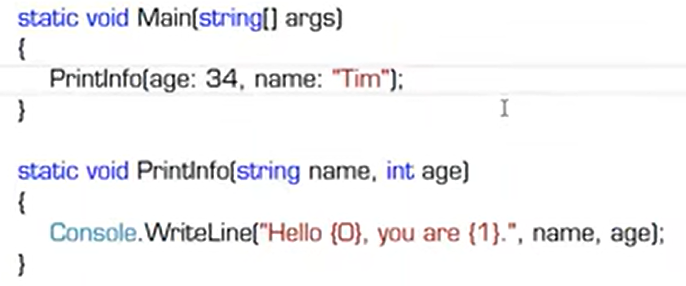 static void Main(string[] args)
{
PrintInfo(age: 34, name: "Tim");
}
static void PrintInfo(string name, int age)
{
Console.WriteLine("Hello {0}, you are {1}.", name, age);
}